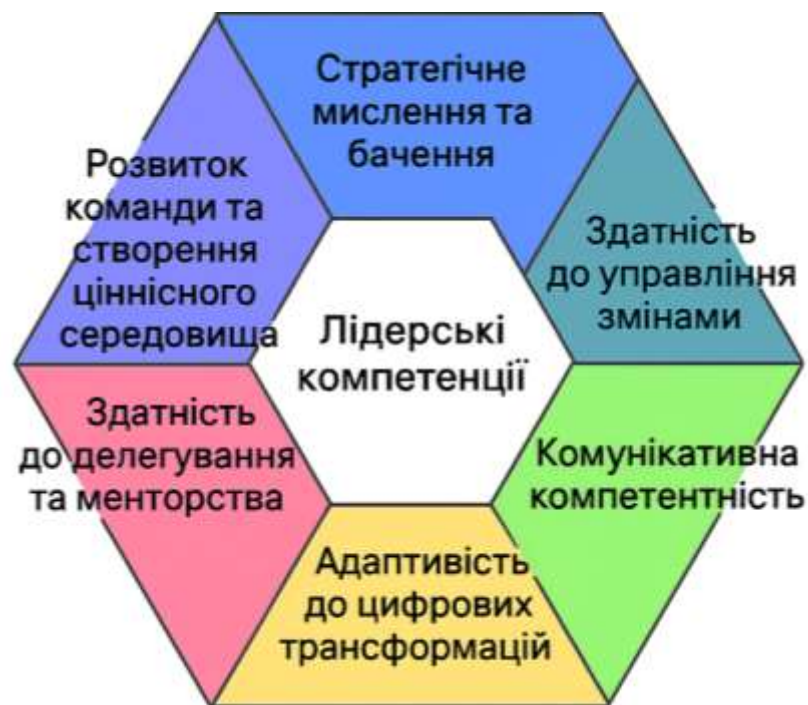 Стратегічне
мислення та
бачення
Здатність
до управління
змінами
Комунікативна
компетентність
Адаптивість
до цифрових
трансформацій
Здатність
до делегування
та менторства
Розвиток
команди та
створення
ціннісного
середовища
Лідерські
компетенції